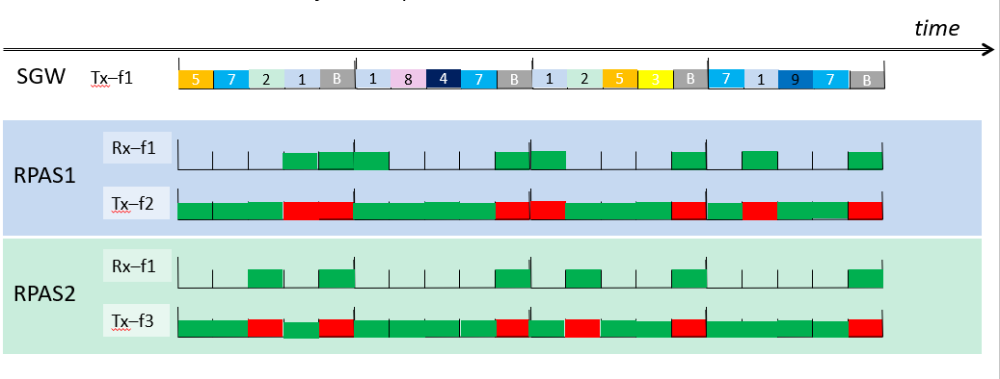 time
SGW Tx–f1 5 7 2 1 B 1 8 4 7 B 1 2 5 3 B 7 1 9 7 B
Rx–f1
RPAS1
Tx–f2
Rx–f1
RPAS2
Tx–f3